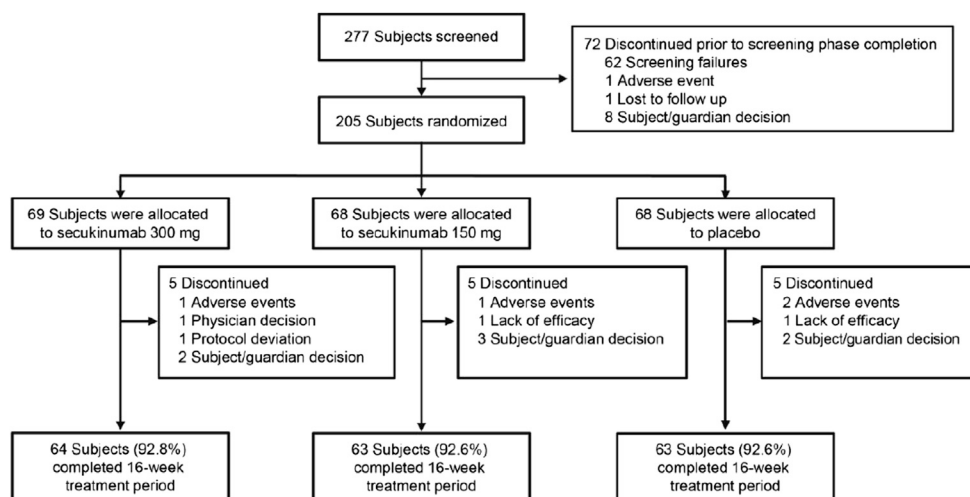 277 Subjects screened
72 Discontinued prior to screening phase completion
62 Screening failures
1 Adverse event
1 Lost to follow up
8 Subject/guardian decision
205 Subjects randomized
69 Subjects were allocated
to secukinumab 300 mg
68 Subjects were allocated
to secukinumab 150 mg
68 Subjects were allocated
to placebo
5 Discontinued
1 Adverse events
1 Physician decision
1 Protocol deviation
2 Subject/guardian decision
5 Discontinued
1 Adverse events
1 Lack of efficacy
3 Subject/guardian decision
5 Discontinued
2 Adverse events
1 Lack of efficacy
2 Subject/guardian decision
64 Subjects (92.8%)
completed 16-week
treatment period
63 Subjects (92.6%)
completed 16-week
treatment period
63 Subjects (92.6%)
completed 16-week
treatment period